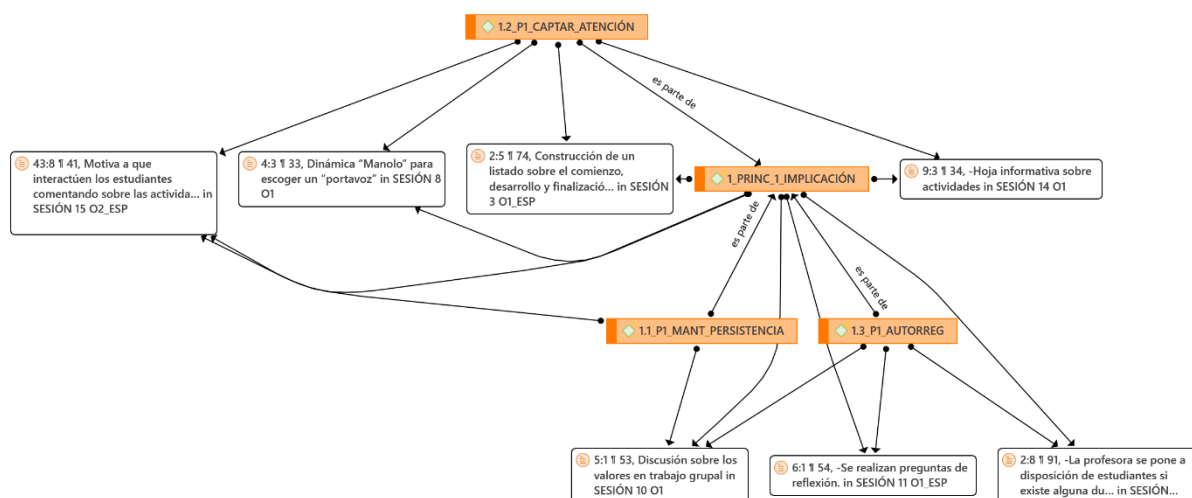 1.2_P1_CAPTAR_ATENCIÓN
es parte de
43:8 ¶ 41, Motiva a que
interactúen los estudiantes
comentando sobre las activida... in
SESIÓN 15 O2_ESP
4:3 ¶ 33, Dinámica “Manolo” para
escoger un “portavoz” in SESIÓN 8
O1
2:5 ¶ 74, Construcción de un
listado sobre el comienzo,
desarrollo y finalizació... in SESIÓN
3 O1_ESP
1_PRINC_1_IMPLICACIÓN
9:3 ¶ 34, -Hoja informativa sobre
actividades in SESIÓN 14 O1
es parte de
es parte de
1.1_P1_MANT_PERSISTENCIA
1.3_P1_AUTORREG
5:1 ¶ 53, Discusión sobre los
valores en trabajo grupal in
SESIÓN 10 O1
6:1 ¶ 54, -Se realizan preguntas de
reflexión. in SESIÓN 11 O1_ESP
2:8 ¶ 91, -La profesora se pone a
disposición de estudiantes si
existe alguna du... in SESIÓN...